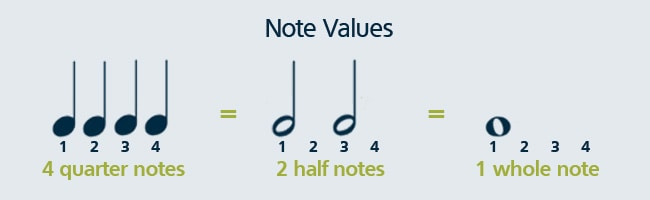 Note Values
= =
1 2 3 4 1 2 3 4 1 2 3 4
4 quarter notes 2 half notes 1 whole note